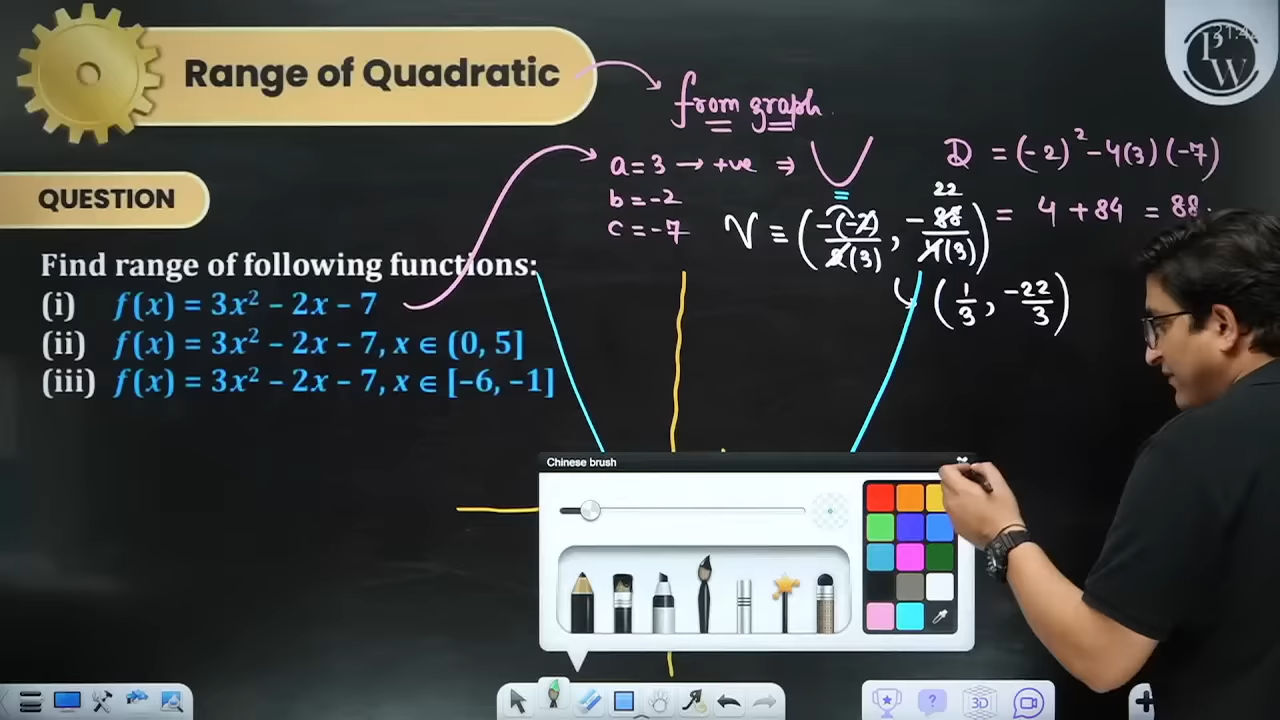 Range of Quadratic
from graph
QUESTION
a = 3 → +ve ⇒
b = -2
c = -7
D = (-2)² - 4(3)(-7)
= 4 + 84 = 88.
V ≡ (-(-2)/2(3), -88/4(3))
22
(1/3, -22/3)
Find range of following functions:
(i) f(x) = 3x² − 2x − 7
(ii) f(x) = 3x² − 2x − 7, x ∈ (0, 5]
(iii) f(x) = 3x² − 2x − 7, x ∈ [−6, −1]
Chinese brush
3D
PW